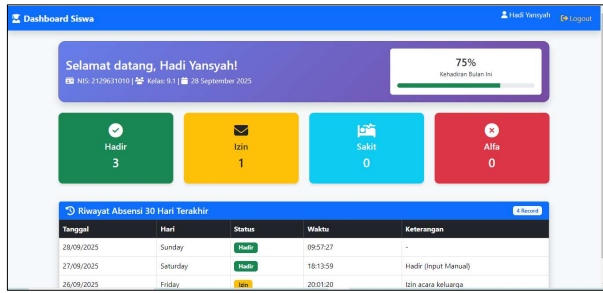 Dashboard Siswa
Hadi Yansyah
Logout
Selamat datang, Hadi Yansyah!
NIS: 2129631010 | Kelas: 9.1 | 28 September 2025
75%
Kehadiran Bulan Ini
Hadir
3
Izin
1
Sakit
0
Alfa
0
Riwayat Absensi 30 Hari Terakhir
4 Record
Tanggal Hari Status Waktu Keterangan
28/09/2025 Sunday Hadir 09:57:27 -
27/09/2025 Saturday Hadir 18:13:59 Hadir (Input Manual)
26/09/2025 Friday Izin 20:01:20 Izin acara keluarga